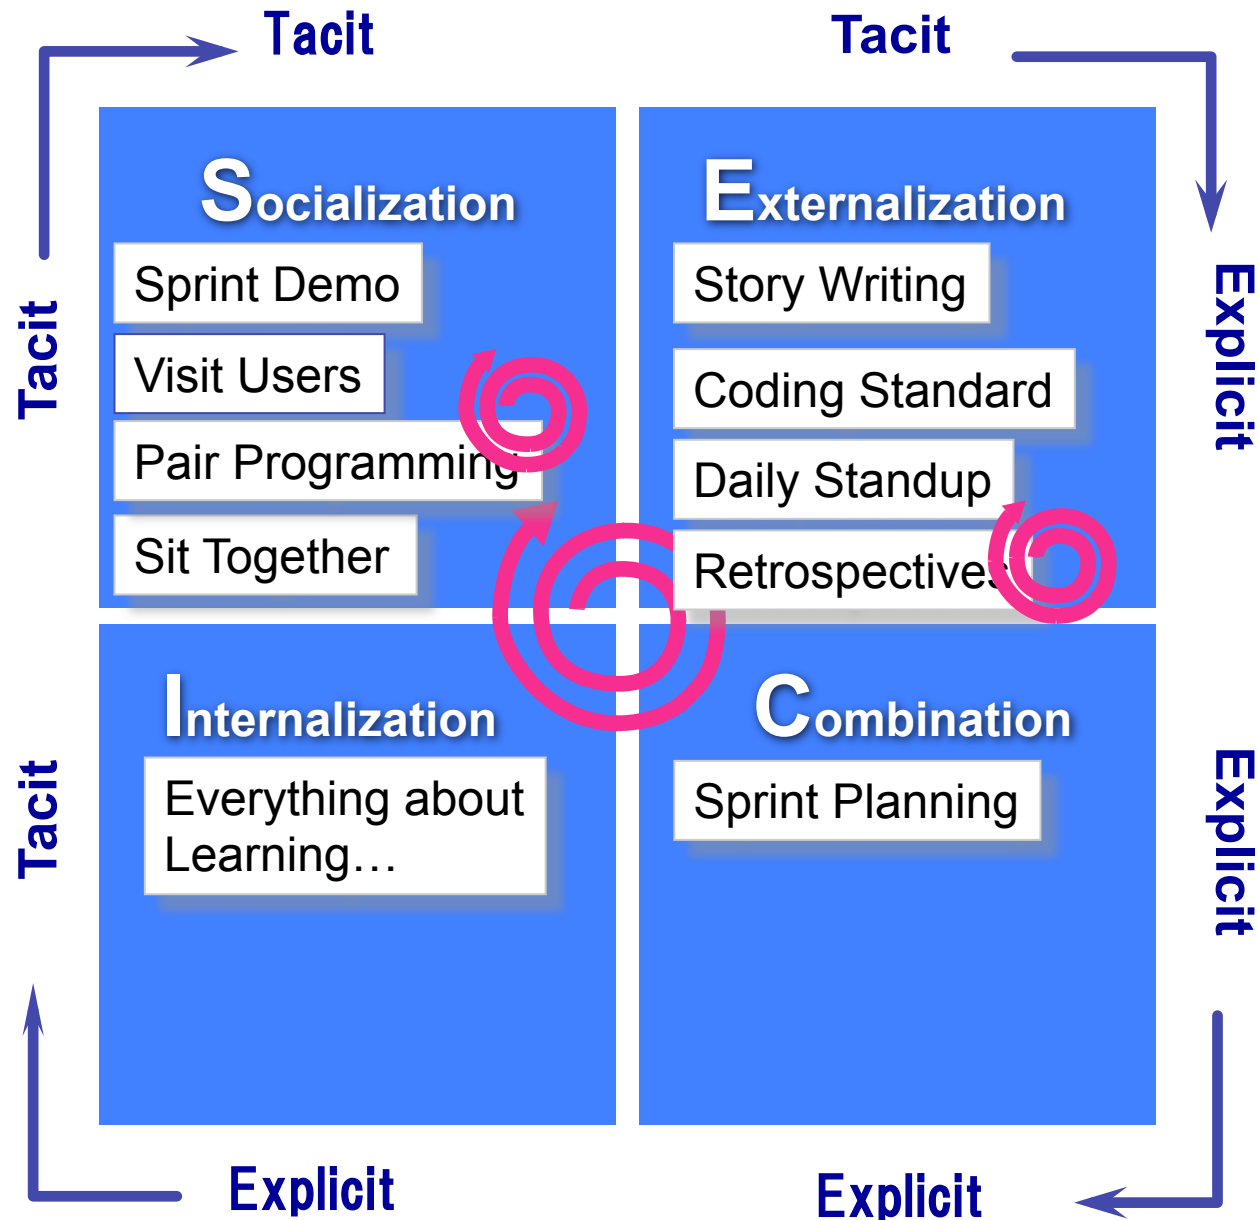 Tacit
Tacit
Tacit
Explicit
Socialization
Sprint Demo
Visit Users
Pair Programming
Sit Together
Externalization
Story Writing
Coding Standard
Daily Standup
Retrospectives
Internalization
Everything about
Learning…
Combination
Sprint Planning
Tacit
Explicit
Explicit
Explicit